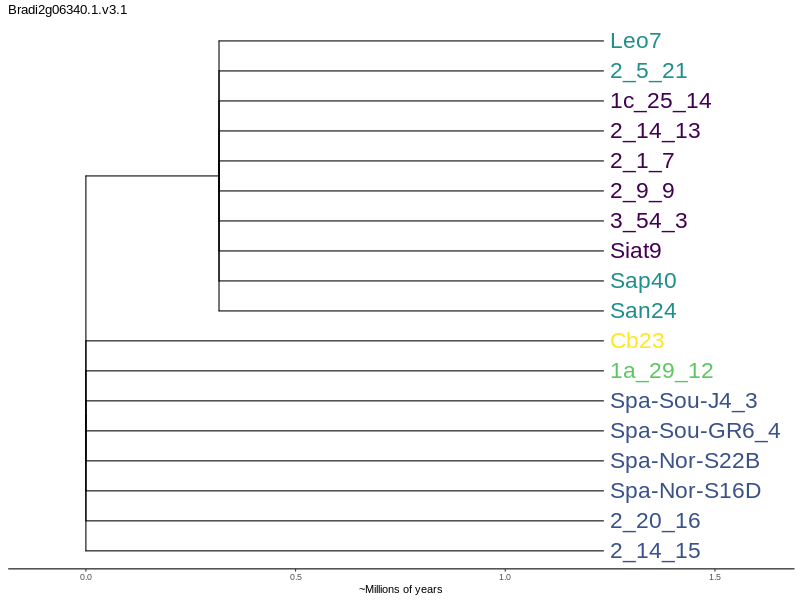 Bradi2g06340.1.v3.1
Leo7
2_5_21
1c_25_14
2_14_13
2_1_7
2_9_9
3_54_3
Siat9
Sap40
San24
Cb23
1a_29_12
Spa-Sou-J4_3
Spa-Sou-GR6_4
Spa-Nor-S22B
Spa-Nor-S16D
2_20_16
2_14_15
0.0 0.5 1.0 1.5
~Millions of years